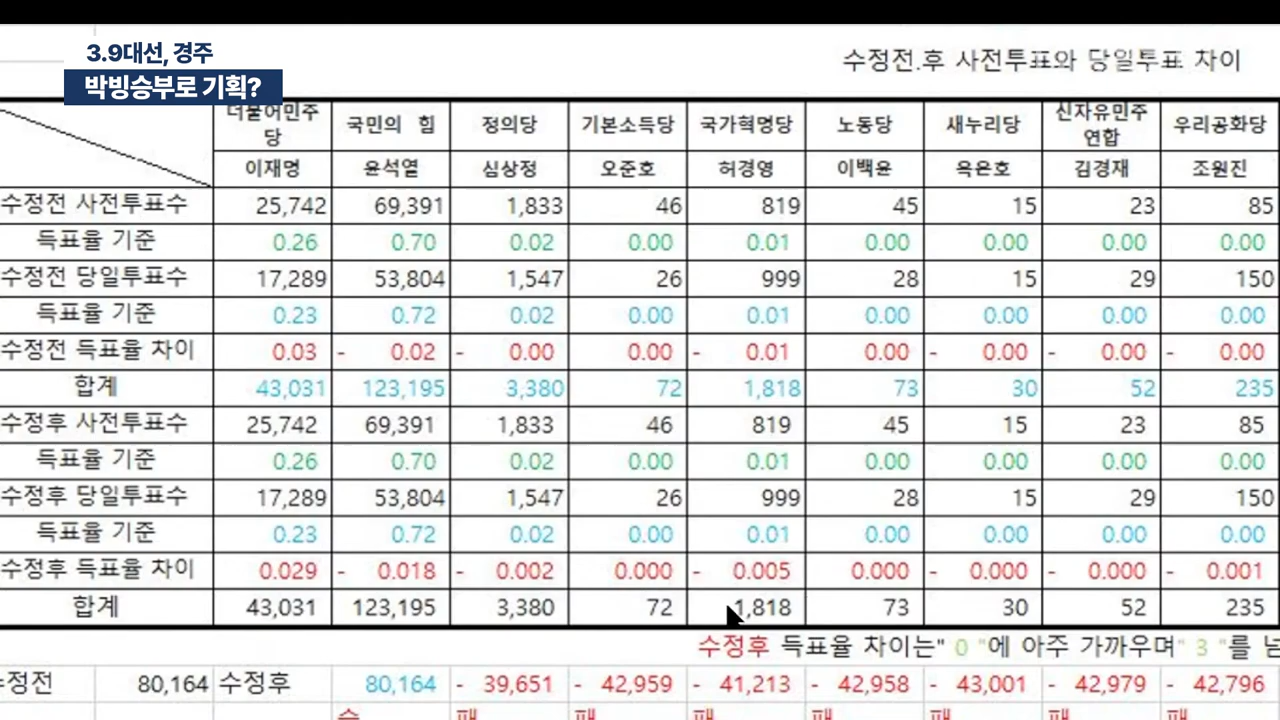 3.9대선, 경주
박빙승부로 기획?
수정전.후 사전투표와 당일투표 차이
더불어민주당 국민의 힘 정의당 기본소득당 국가혁명당 노동당 새누리당 신자유민주연합 우리공화당
이재명 윤석열 심상정 오준호 허경영 이백윤 옥은호 김경재 조원진
수정전 사전투표수 25,742 69,391 1,833 46 819 45 15 23 85
득표율 기준 0.26 0.70 0.02 0.00 0.01 0.00 0.00 0.00 0.00
수정전 당일투표수 17,289 53,804 1,547 26 999 28 15 29 150
득표율 기준 0.23 0.72 0.02 0.00 0.01 0.00 0.00 0.00 0.00
수정전 득표율 차이 0.03 - 0.02 - 0.00 0.00 - 0.01 0.00 - 0.00 - 0.00 - 0.00
합계 43,031 123,195 3,380 72 1,818 73 30 52 235
수정후 사전투표수 25,742 69,391 1,833 46 819 45 15 23 85
득표율 기준 0.26 0.70 0.02 0.00 0.01 0.00 0.00 0.00 0.00
수정후 당일투표수 17,289 53,804 1,547 26 999 28 15 29 150
득표율 기준 0.23 0.72 0.02 0.00 0.01 0.00 0.00 0.00 0.00
수정후 득표율 차이 0.029 - 0.018 - 0.002 0.000 - 0.005 0.000 - 0.000 - 0.000 - 0.001
합계 43,031 123,195 3,380 72 1,818 73 30 52 235
수정후 득표율 차이는" 0 "에 아주 가까우며" 3 "를
수정전 80,164 수정후 80,164 - 39,651 - 42,959 - 41,213 - 42,958 - 43,001 - 42,979 - 42,796